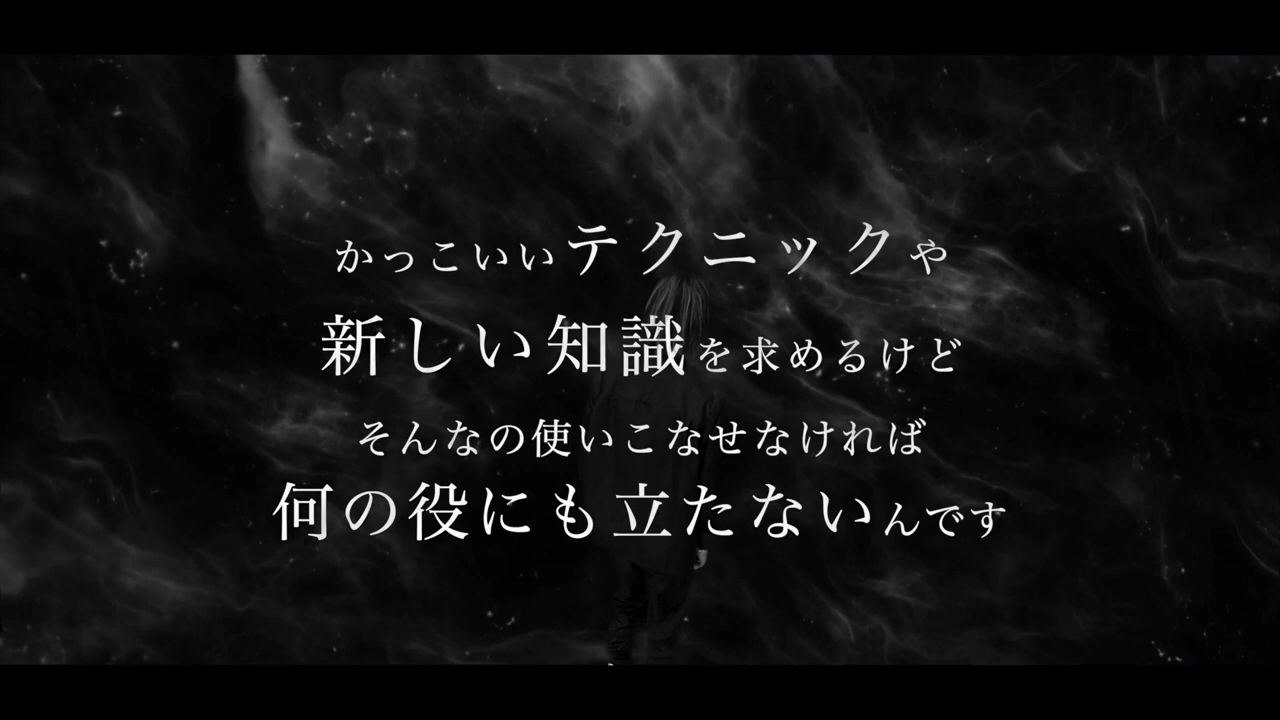 かっこいいテクニックや
新しい知識を求めるけど
そんなの使いこなせなければ
何の役にも立たないんです